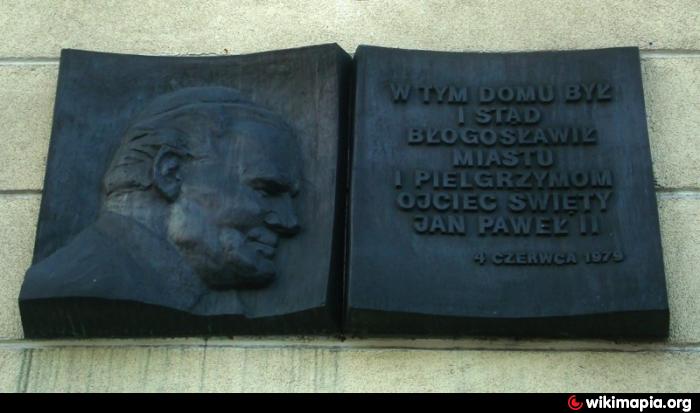 W TYM DOMU BYŁ
I STĄD
BŁOGOSŁAWIŁ
MIASTU
I PIELGRZYMOM
OJCIEC ŚWIĘTY
JAN PAWEŁ II
4 CZERWCA 1979
wikimapia.org